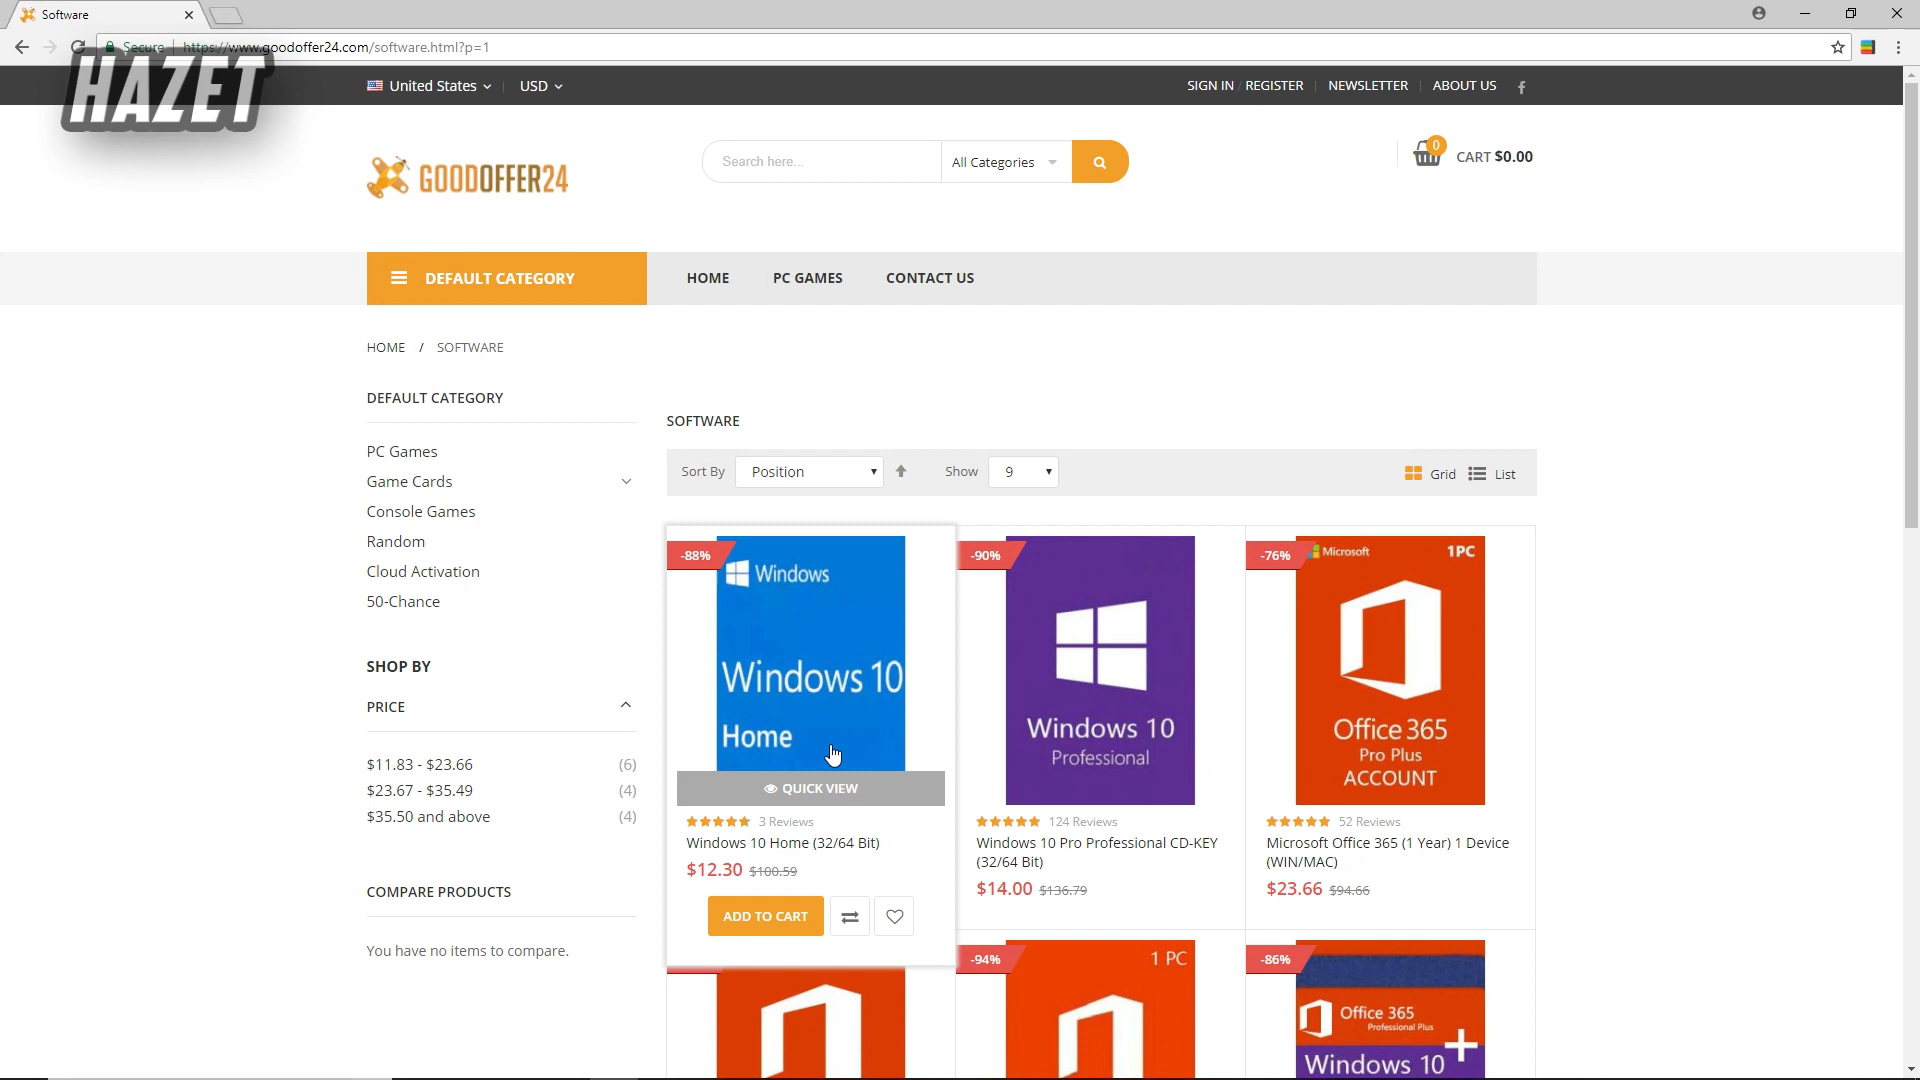 Software
Secure https://www.goodoffer24.com/software.html?p=1
HAZET
United States USD SIGN IN REGISTER NEWSLETTER ABOUT US
GOODOFFER24
Search here... All Categories
0 CART $0.00
DEFAULT CATEGORY HOME PC GAMES CONTACT US
HOME / SOFTWARE
DEFAULT CATEGORY
PC Games
Game Cards
Console Games
Random
Cloud Activation
50-Chance
SHOP BY
PRICE
$11.83 - $23.66 (6)
$23.67 - $35.49 (4)
$35.50 and above (4)
COMPARE PRODUCTS
You have no items to compare.
SOFTWARE
Sort By Position Show 9 Grid List
-88%
Windows
Windows 10
Home
QUICK VIEW
3 Reviews
Windows 10 Home (32/64 Bit)
$12.30 $100.59
ADD TO CART
-90%
Windows 10
Professional
124 Reviews
Windows 10 Pro Professional CD-KEY
(32/64 Bit)
$14.00 $136.79
-76% Microsoft 1PC
Office 365
Pro Plus
ACCOUNT
52 Reviews
Microsoft Office 365 (1 Year) 1 Device
(WIN/MAC)
$23.66 $94.66
-94% 1 PC
-86%
Office 365
Professional Plus
+
Windows 10